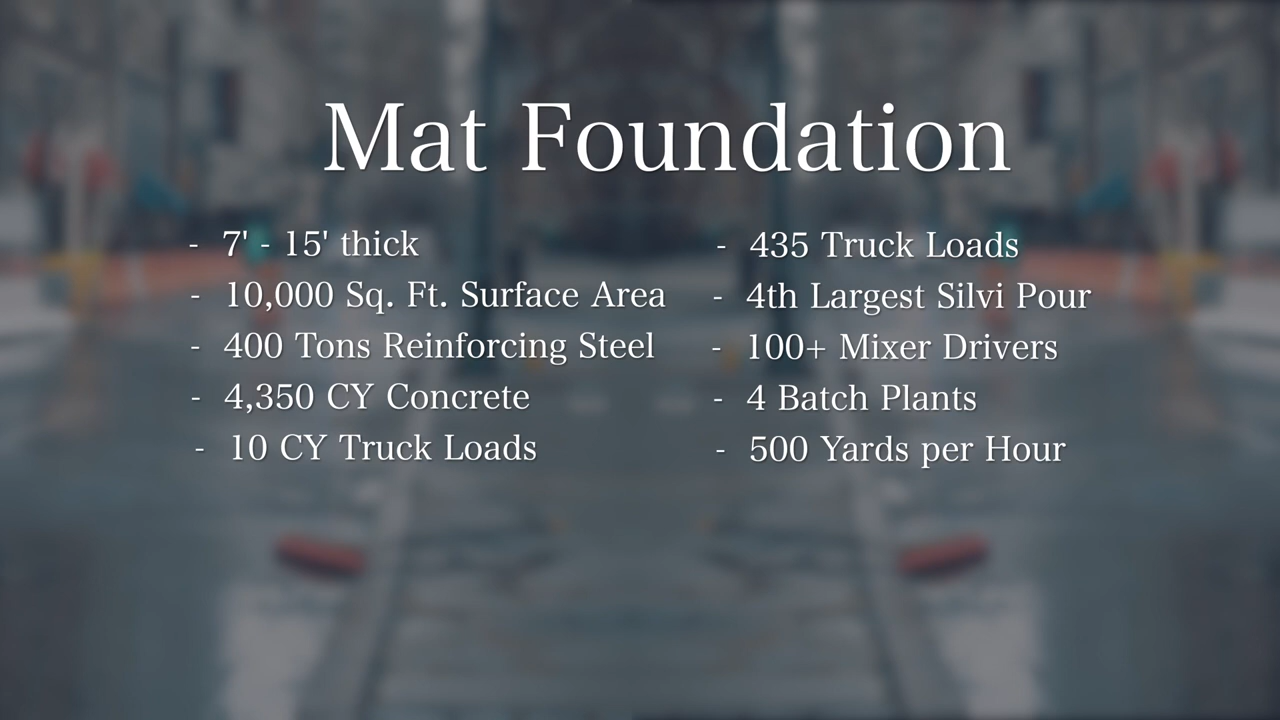 Mat Foundation
- 7' - 15' thick
- 10,000 Sq. Ft. Surface Area
- 400 Tons Reinforcing Steel
- 4,350 CY Concrete
- 10 CY Truck Loads
- 435 Truck Loads
- 4th Largest Silvi Pour
- 100+ Mixer Drivers
- 4 Batch Plants
- 500 Yards per Hour